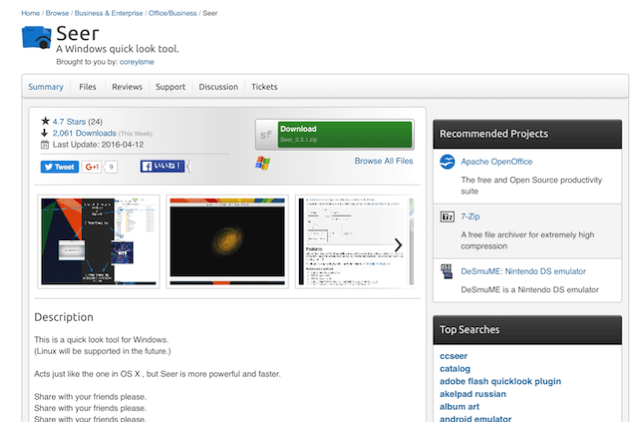 Home / Browse / Business & Enterprise / Office/Business / Seer
Seer
A Windows quick look tool.
Brought to you by: coreyisme
Summary
Files
Reviews
Support
Discussion
Tickets
4.7 Stars (24)
2,061 Downloads (This Week)
Last Update: 2016-04-12
Tweet
G+1
9
いいね！
sf
Download
Seer_0.3.1.zip
Browse All Files
Description
This is a quick look tool for Windows.
(Linux will be supported in the future.)
Acts just like the one in OS X , but Seer is more powerful and faster.
Share with your friends please.
Share with your friends please.
Share with your friends please.
Recommended Projects
Apache OpenOffice
The free and Open Source productivity
suite
7-Zip
A free file archiver for extremely high
compression
DeSmuME: Nintendo DS emulator
DeSmuME is a Nintendo DS emulator
Top Searches
ccseer
catalog
adobe flash quicklook plugin
akelpad russian
album art
android emulator